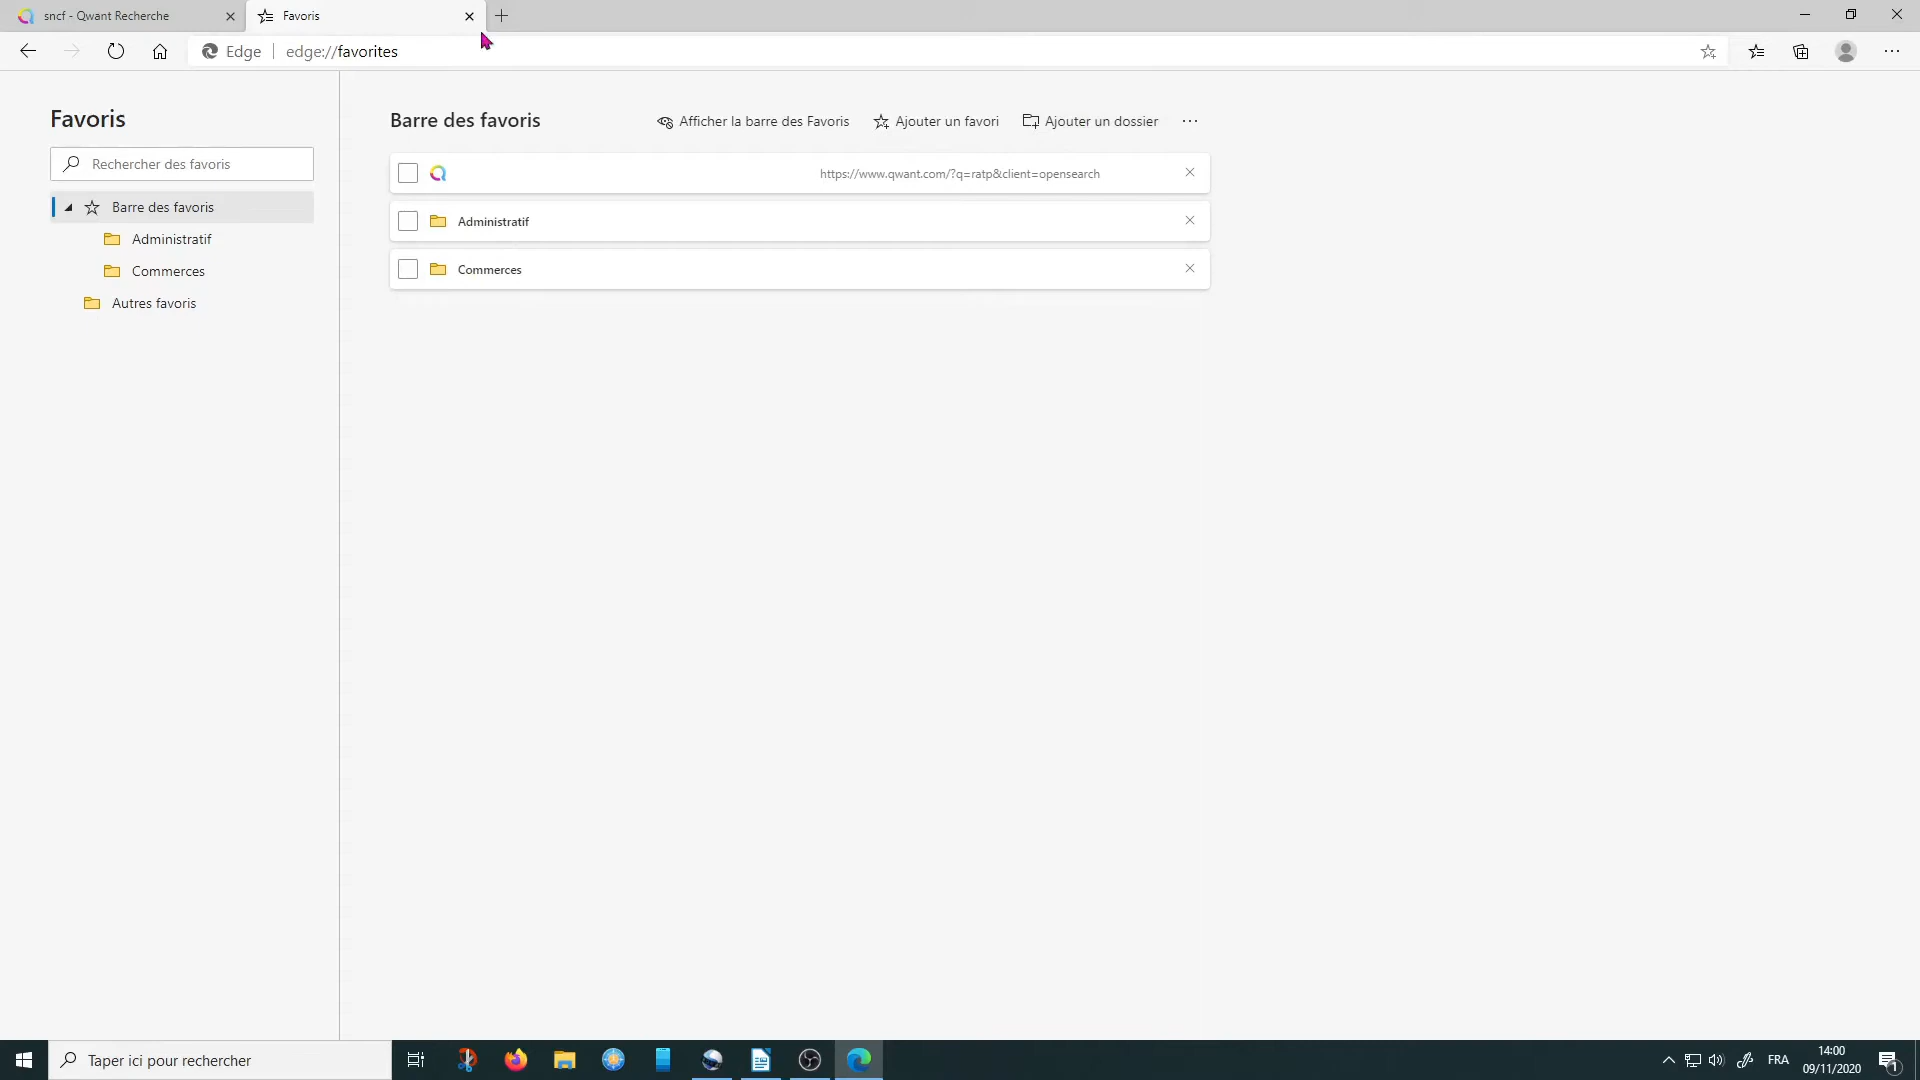 sncf - Qwant Recherche
Favoris
Edge
edge://favorites
Favoris
Rechercher des favoris
Barre des favoris
Administratif
Commerces
Autres favoris
Barre des favoris
Afficher la barre des Favoris
Ajouter un favori
Ajouter un dossier
https://www.qwant.com/?q=ratp&client=opensearch
Administratif
Commerces
Taper ici pour rechercher
FRA
14:00
09/11/2020
1